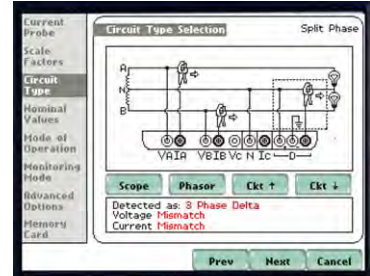 Current
Probe
Scale
Factors
Circuit
Type
Nominal
Values
Mode of
Operation
Monitoring
Mode
Advanced
Options
Memory
Card
Circuit Type Selection
Split Phase
A
N
B
VA IA VB IB Vc N Ic D
Scope
Phasor
Ckt ↑
Ckt ↓
Detected as: 3 Phase Delta
Voltage Mismatch
Current Mismatch
Prev
Next
Cancel